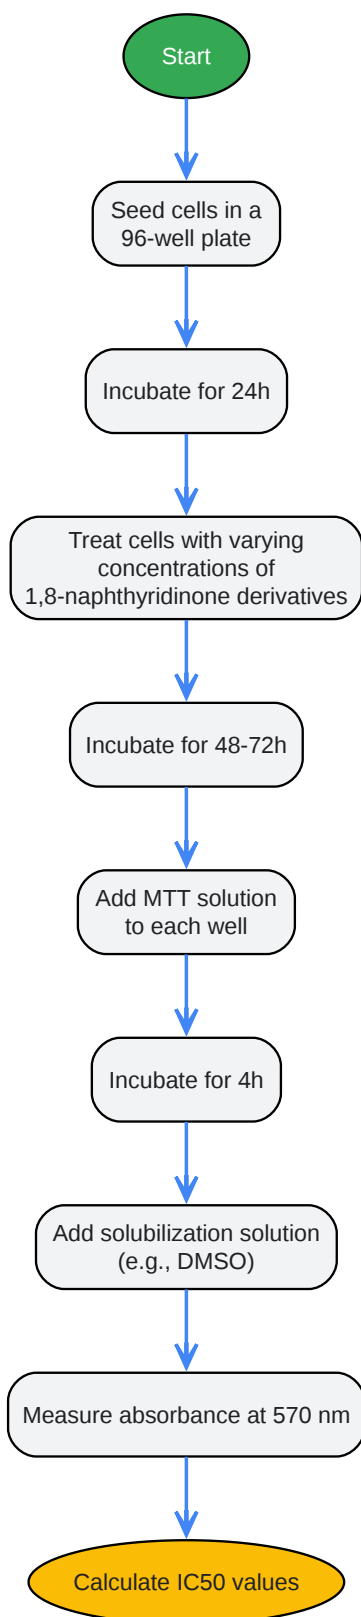 Start
Seed cells in a
96-well plate
Incubate for 24h
Treat cells with varying
concentrations of
1,8-naphthyridinone derivatives
Incubate for 48-72h
Add MTT solution
to each well
Incubate for 4h
Add solubilization solution
(e.g., DMSO)
Measure absorbance at 570 nm
Calculate IC50 values